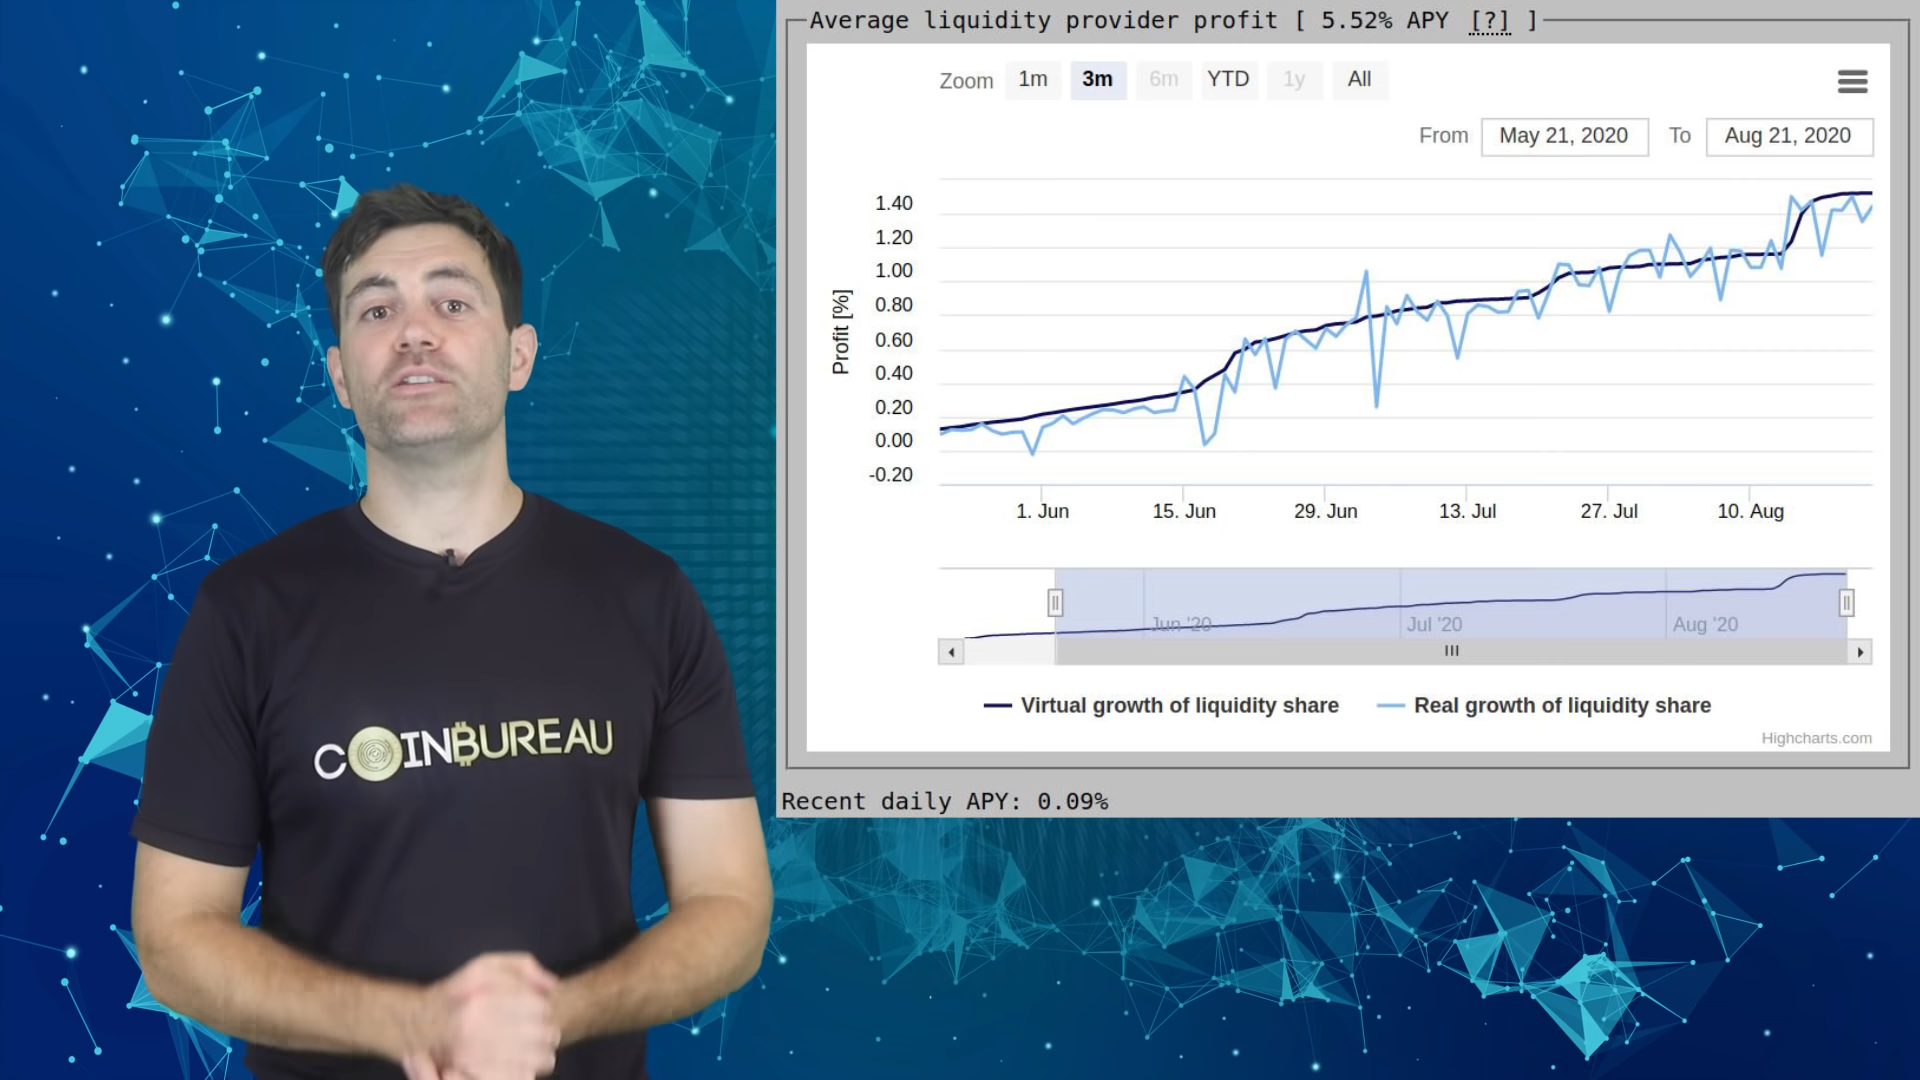 Average liquidity provider profit [ 5.52% APY [?] ]
Zoom 1m 3m 6m YTD 1y All
From May 21, 2020 To Aug 21, 2020
Profit [%]
1.40
1.20
1.00
0.80
0.60
0.40
0.20
0.00
-0.20
1. Jun 15. Jun 29. Jun 13. Jul 27. Jul 10. Aug
Jun '20 Jul '20 Aug '20
Virtual growth of liquidity share Real growth of liquidity share
Highcharts.com
Recent daily APY: 0.09%
COINBUREAU